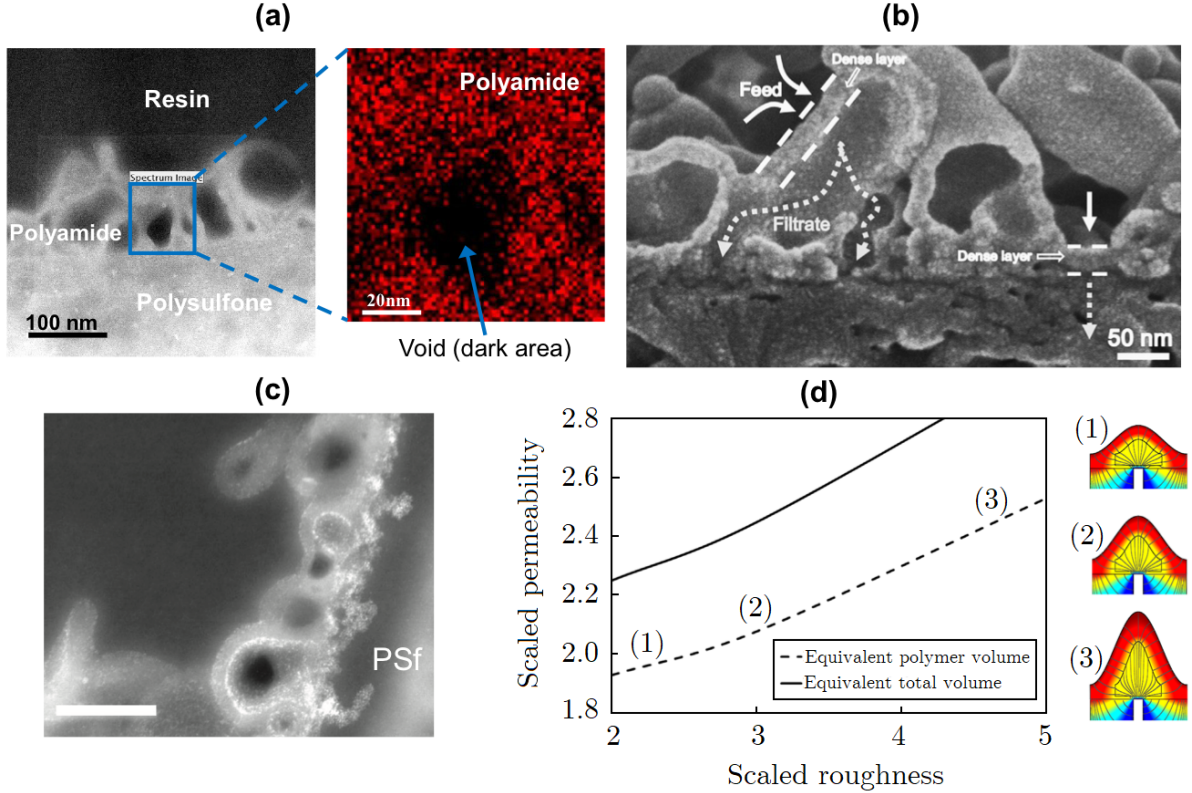 (a)
Resin
Spectrum Image
Polyamide
Polysulfone
100 nm
Polyamide
20nm
Void (dark area)
(b)
Dense layer
Feed
Filtrate
Dense layer
50 nm
(c)
PSf
(d)
Scaled permeability
2.8
2.6
2.4
2.2
2.0
1.8
(1)
(2)
(3)
Equivalent polymer volume
Equivalent total volume
2
3
4
5
Scaled roughness
(1)
(2)
(3)